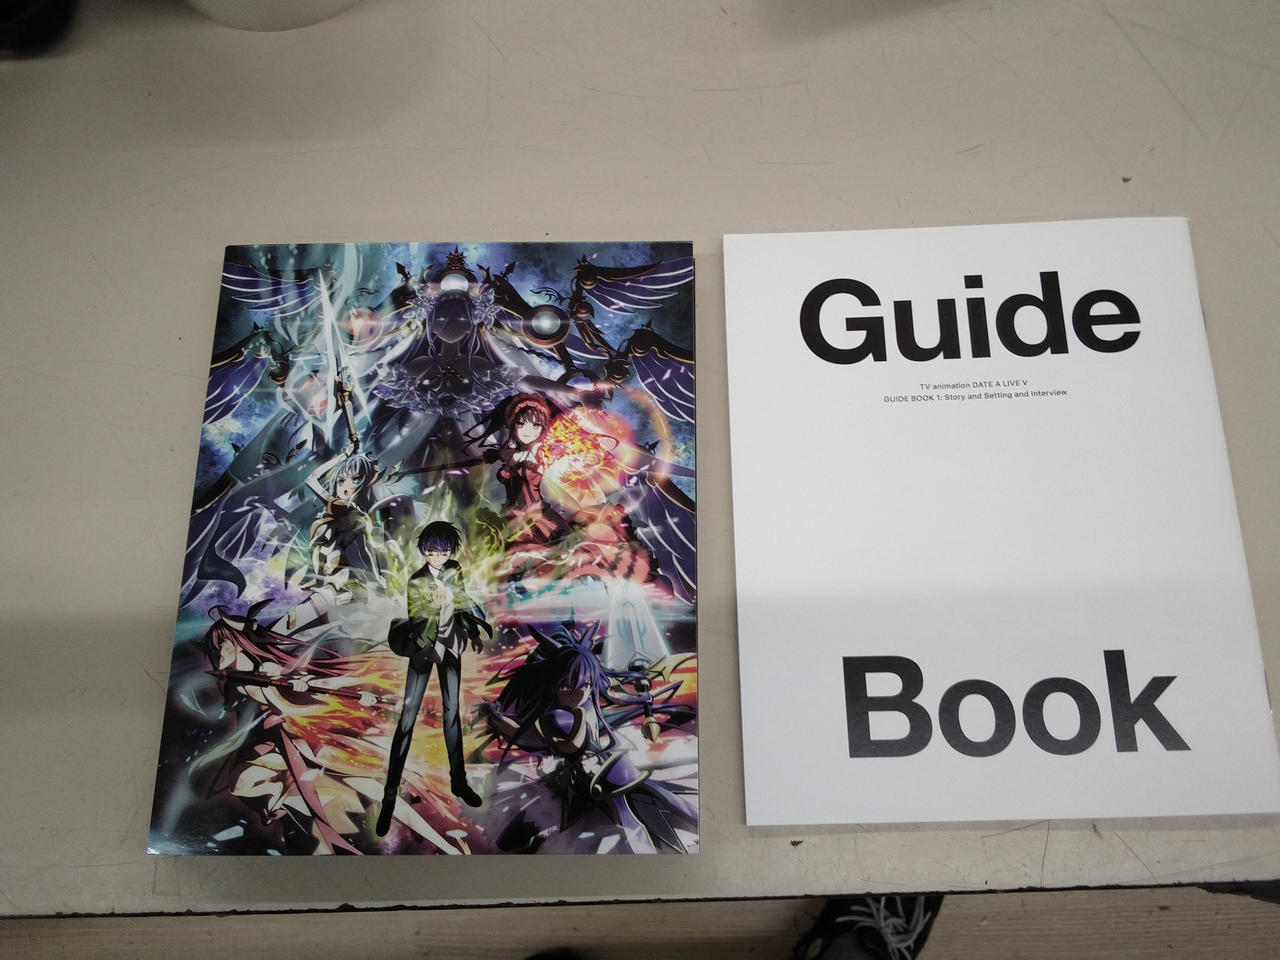 Guide
TV animation DATE A LIVE V
GUIDE BOOK 1: Story and Setting and Interview
Book